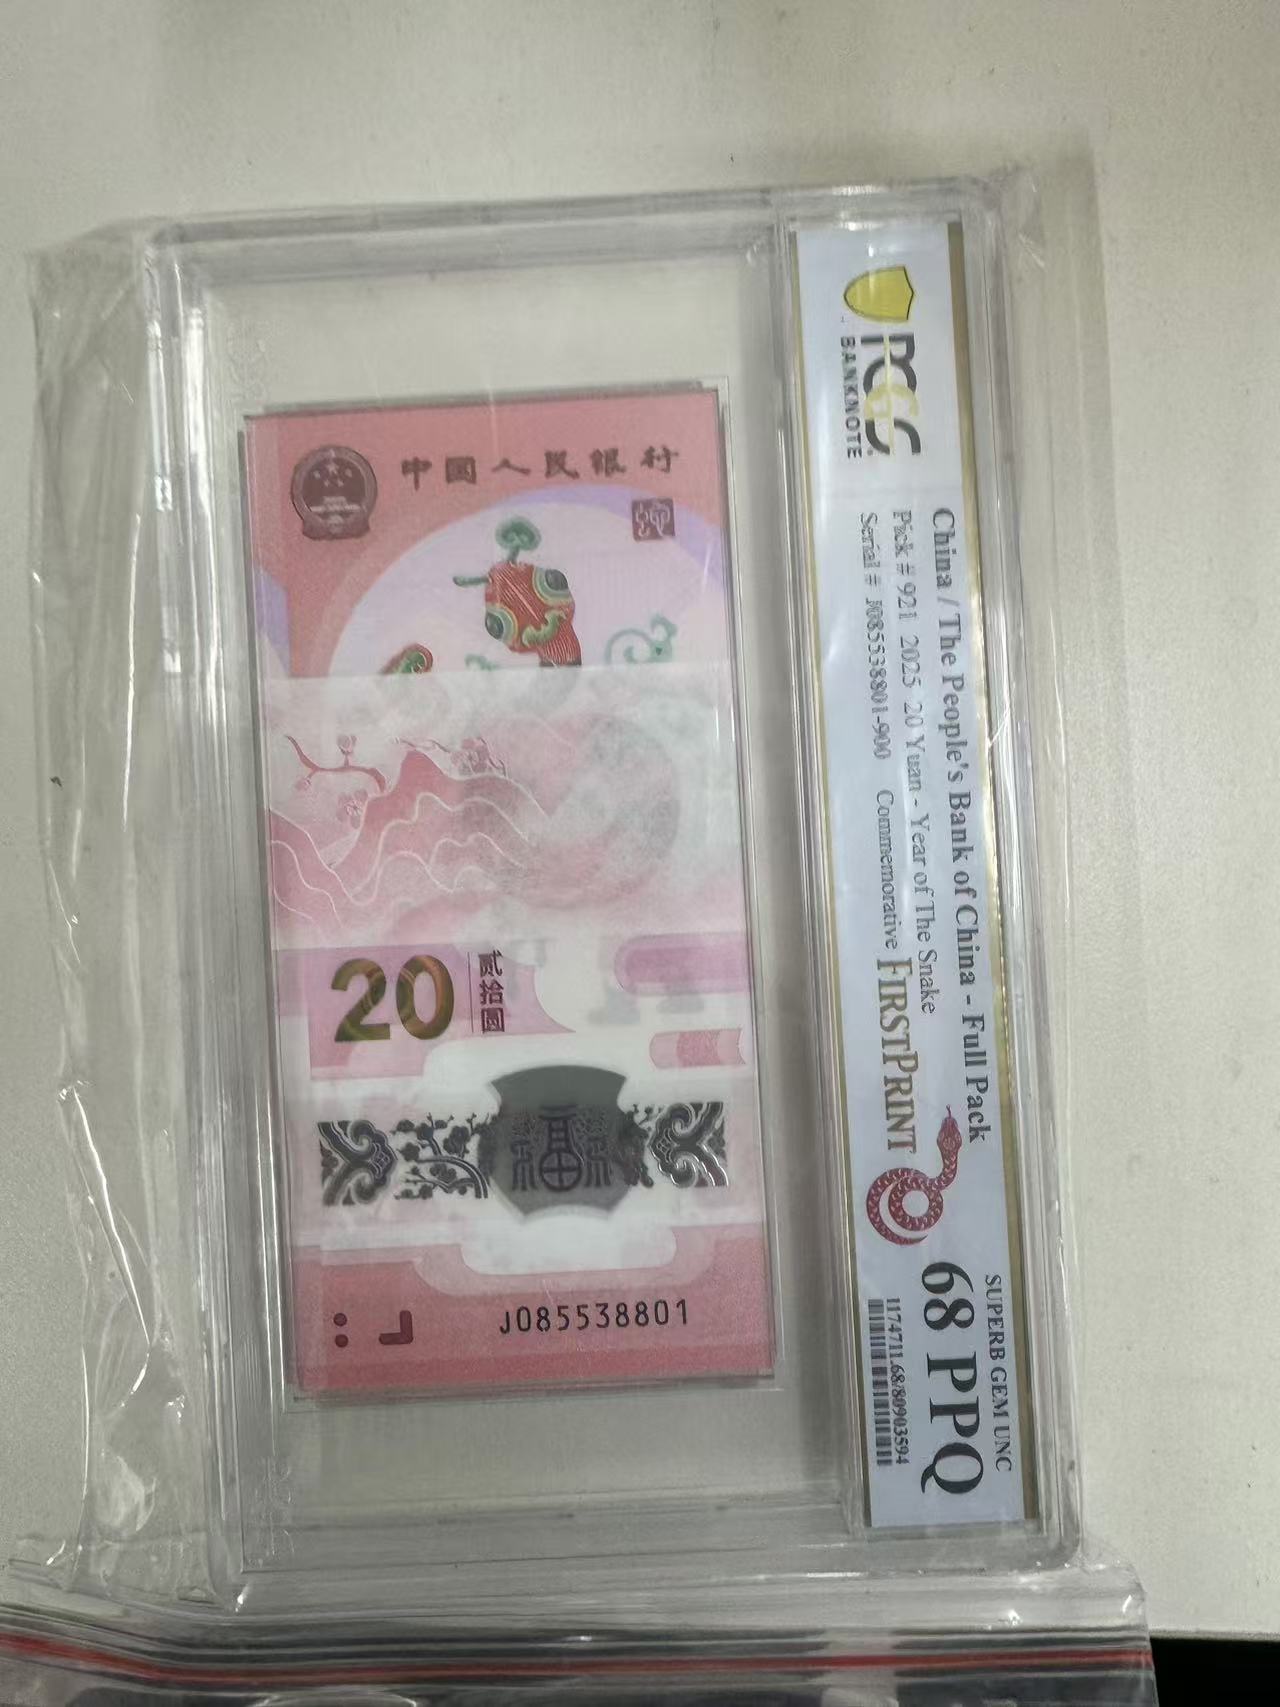 PCGS
BANKNOTE
China / The People's Bank of China - Full Pack
Pick # 921 2025 20 Yuan - Year of The Snake
Serial # J085538801-900 Commemorative FIRSTPRINT
SUPERB GEM UNC
68 PPQ
1174711.68/80903594
中国人民银行
20
贰拾圆
J085538801